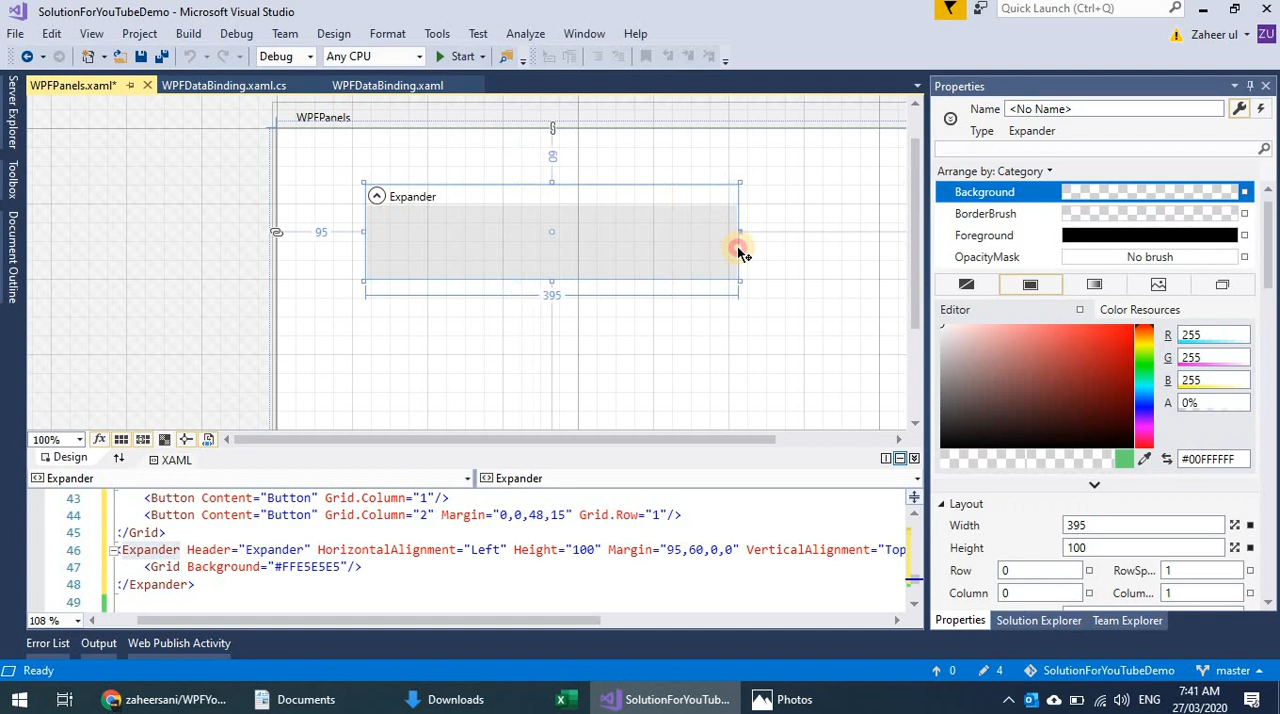 SolutionForYouTubeDemo - Microsoft Visual Studio
Quick Launch (Ctrl+Q)
File Edit View Project Build Debug Team Design Format Tools Test Analyze Window Help
Zaheer ul ZU
Debug Any CPU Start
WPFPanels.xaml* WPFDataBinding.xaml.cs WPFDataBinding.xaml
Server Explorer
Toolbox
Document Outline
WPFPanels
60
Expander
95
395
100%
Design XAML
Expander Expander
43 <Button Content="Button" Grid.Column="1"/>
44 <Button Content="Button" Grid.Column="2" Margin="0,0,48,15" Grid.Row="1"/>
45 :/Grid>
46 :Expander Header="Expander" HorizontalAlignment="Left" Height="100" Margin="95,60,0,0" VerticalAlignment="Top
47 <Grid Background="#FFE5E5E5"/>
48 :/Expander>
49
108 %
Properties
Name <No Name>
Type Expander
Arrange by: Category
Background
BorderBrush
Foreground
OpacityMask No brush
Editor Color Resources
R 255
G 255
B 255
A 0%
#00FFFFFF
Layout
Width 395
Height 100
Row 0 RowSp... 1
Column 0 Colum... 1
Properties Solution Explorer Team Explorer
Error List Output Web Publish Activity
Ready 0 4 SolutionForYouTubeDemo master
zaheersani/WPFYo... Documents Downloads SolutionForYouTub... Photos ENG 7:41 AM
27/03/2020